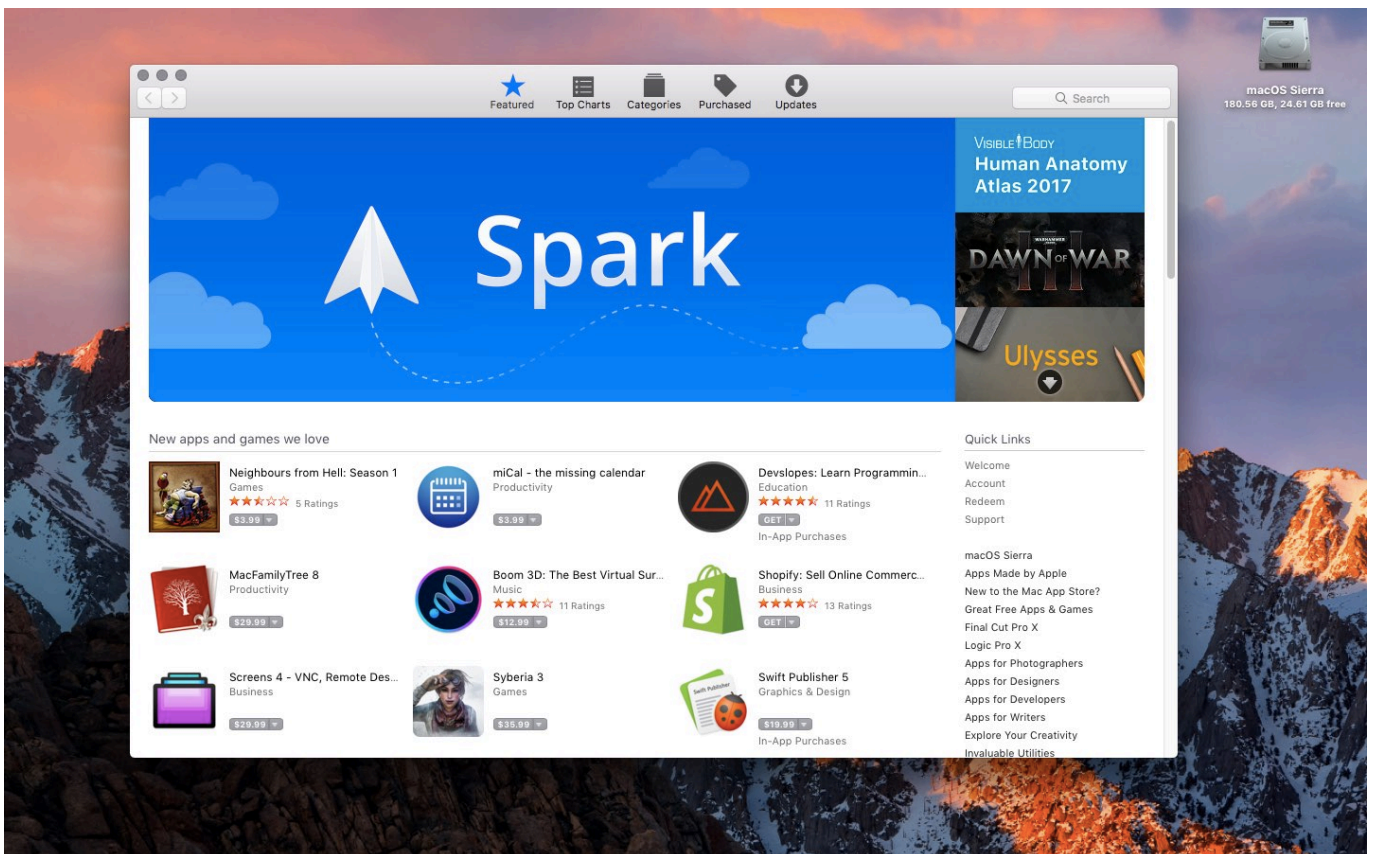 macOS Sierra
180.56 GB, 24.61 GB free
Featured
Top Charts
Categories
Purchased
Updates
Search
Spark
VISIBLE BODY
Human Anatomy
Atlas 2017
WARHAMMER
DAWN OF WAR
III
Ulysses
New apps and games we love
Neighbours from Hell: Season 1
Games
5 Ratings
$3.99
miCal - the missing calendar
Productivity
$3.99
Devslopes: Learn Programmin...
Education
11 Ratings
GET
In-App Purchases
MacFamilyTree 8
Productivity
$29.99
Boom 3D: The Best Virtual Sur...
Music
11 Ratings
$12.99
Shopify: Sell Online Commerc...
Business
13 Ratings
GET
Screens 4 - VNC, Remote Des...
Business
$29.99
Syberia 3
Games
$35.99
Swift Publisher
Swift Publisher 5
Graphics & Design
$19.99
In-App Purchases
Quick Links
Welcome
Account
Redeem
Support
macOS Sierra
Apps Made by Apple
New to the Mac App Store?
Great Free Apps & Games
Final Cut Pro X
Logic Pro X
Apps for Photographers
Apps for Designers
Apps for Developers
Apps for Writers
Explore Your Creativity
Invaluable Utilities